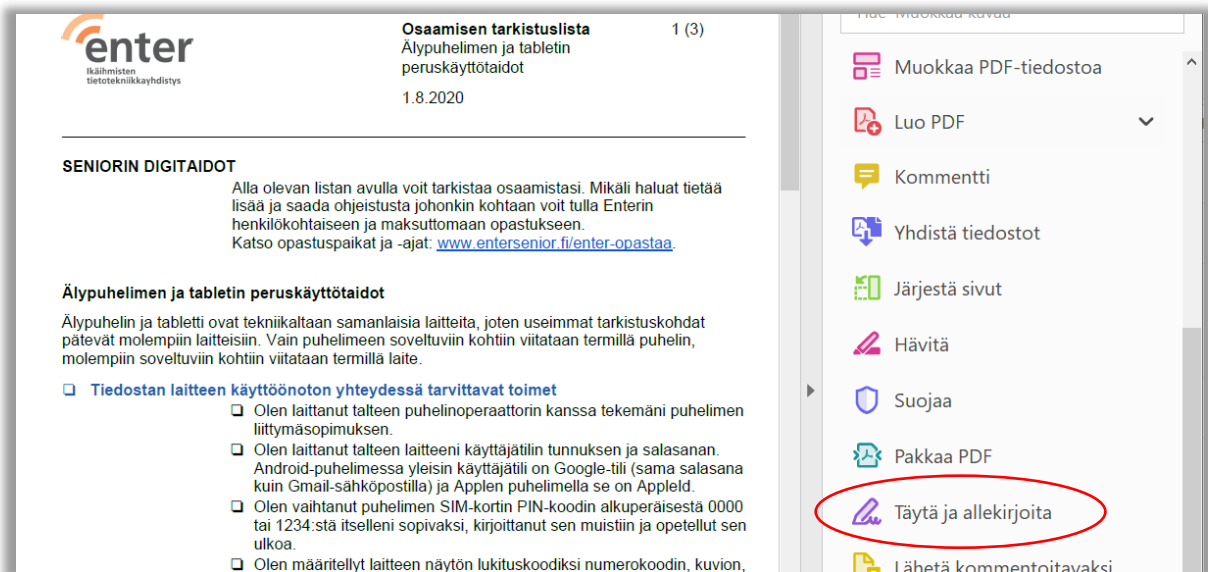 enter
Ikäihmisten
tietotekniikkayhdistys
Osaamisen tarkistuslista 1 (3)
Älypuhelimen ja tabletin
peruskäyttötaidot
1.8.2020
SENIORIN DIGITAIDOT
Alla olevan listan avulla voit tarkistaa osaamistasi. Mikäli haluat tietää
lisää ja saada ohjeistusta johonkin kohtaan voit tulla Enterin
henkilökohtaiseen ja maksuttomaan opastukseen.
Katso opastuspaikat ja -ajat: www.entersenior.fi/enter-opastaa.
Älypuhelimen ja tabletin peruskäyttötaidot
Älypuhelin ja tabletti ovat tekniikaltaan samanlaisia laitteita, joten useimmat tarkistuskohdat
pätevät molempiin laitteisiin. Vain puhelimeen soveltuviin kohtiin viitataan termillä puhelin,
molempiin soveltuviin kohtiin viitataan termillä laite.
❑ Tiedostan laitteen käyttöönoton yhteydessä tarvittavat toimet
❑ Olen laittanut talteen puhelinoperaattorin kanssa tekemäni puhelimen
liittymäsopimuksen.
❑ Olen laittanut talteen laitteeni käyttäjätilin tunnuksen ja salasanan.
Android-puhelimessa yleisin käyttäjätili on Google-tili (sama salasana
kuin Gmail-sähköpostilla) ja Applen puhelimella se on AppleId.
❑ Olen vaihtanut puhelimen SIM-kortin PIN-koodin alkuperäisestä 0000
tai 1234:stä itselleni sopivaksi, kirjoittanut sen muistiin ja opetellut sen
ulkoa.
❑ Olen määritellyt laitteen näytön lukituskoodiksi numerokoodin, kuvion,
Muokkaa PDF-tiedostoa
Luo PDF
Kommentti
Yhdistä tiedostot
Järjestä sivut
Hävitä
Suojaa
Pakkaa PDF
Täytä ja allekirjoita
Lähetä kommentoitavaksi